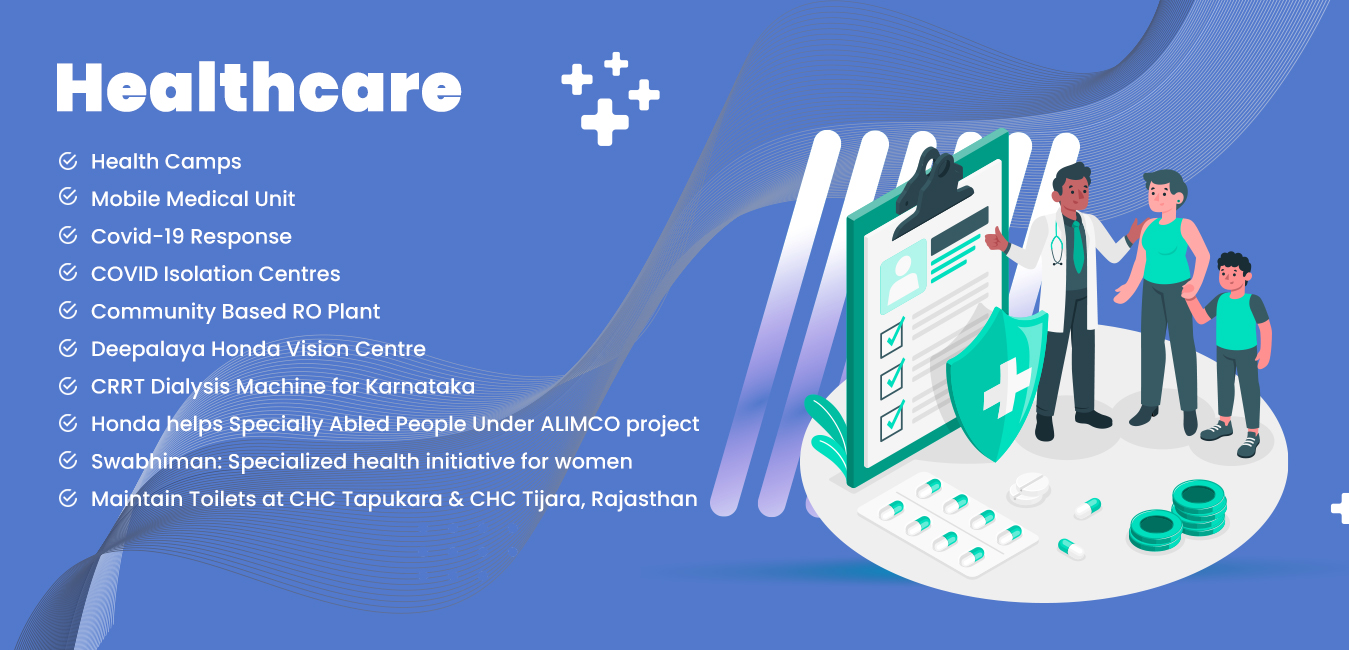 Healthcare
Health Camps
Mobile Medical Unit
Covid-19 Response
COVID Isolation Centres
Community Based RO Plant
Deepalaya Honda Vision Centre
CRRT Dialysis Machine for Karnataka
Honda helps Specially Abled People Under ALIMCO project
Swabhiman: Specialized health initiative for women
Maintain Toilets at CHC Tapukara & CHC Tijara, Rajasthan